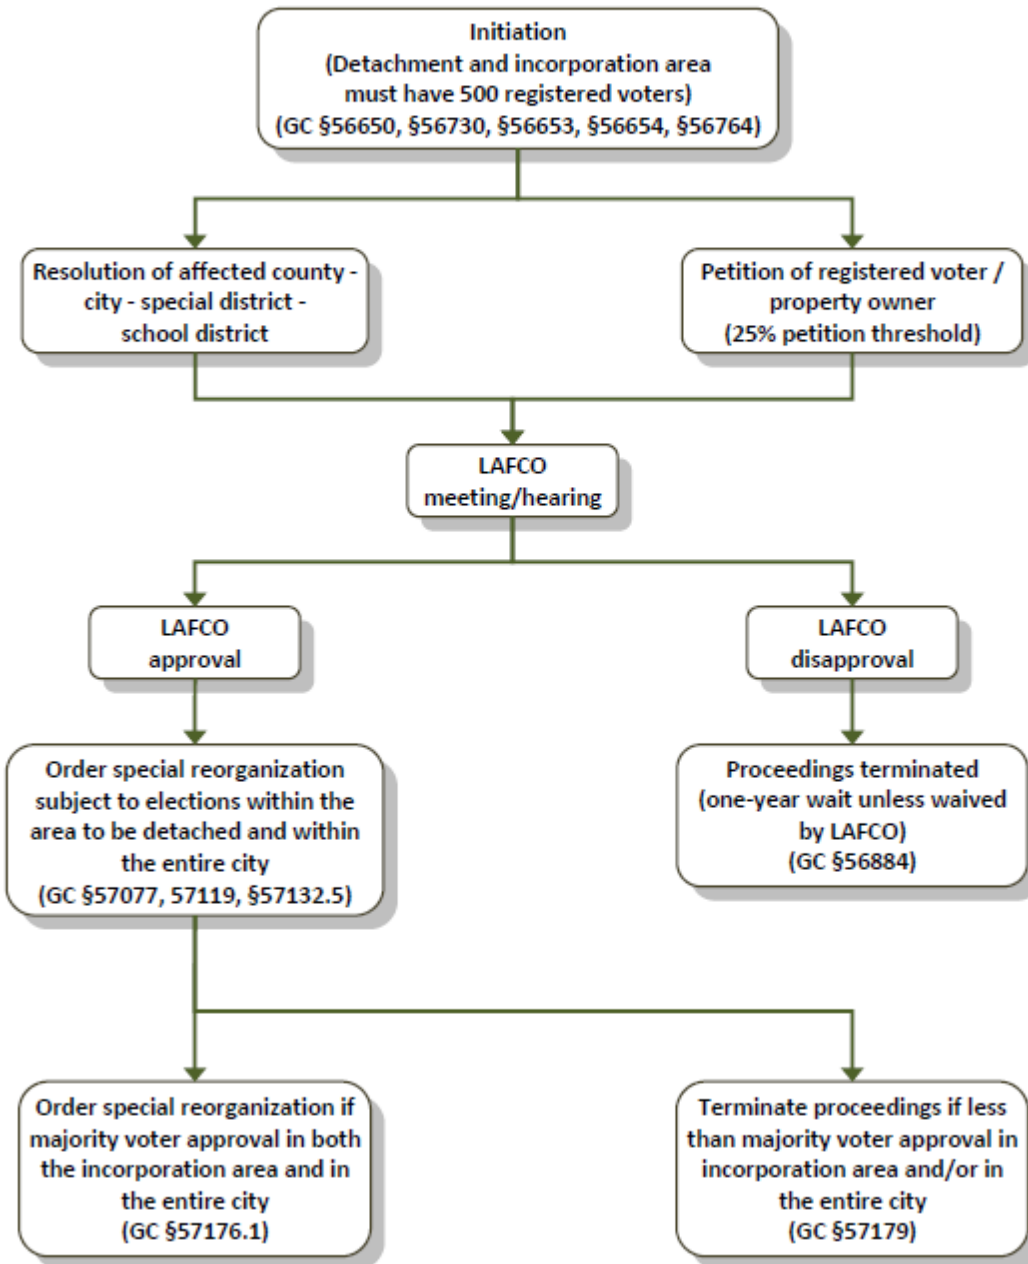 Initiation
(Detachment and incorporation area
must have 500 registered voters)
(GC §56650, §56730, §56653, §56654, §56764)
Resolution of affected county -
city - special district -
school district
Petition of registered voter /
property owner
(25% petition threshold)
LAFCO
meeting/hearing
LAFCO
approval
LAFCO
disapproval
Order special reorganization
subject to elections within the
area to be detached and within
the entire city
(GC §57077, 57119, §57132.5)
Proceedings terminated
(one-year wait unless waived
by LAFCO)
(GC §56884)
Order special reorganization if
majority voter approval in both
the incorporation area and in
the entire city
(GC §57176.1)
Terminate proceedings if less
than majority voter approval in
incorporation area and/or in
the entire city
(GC §57179)